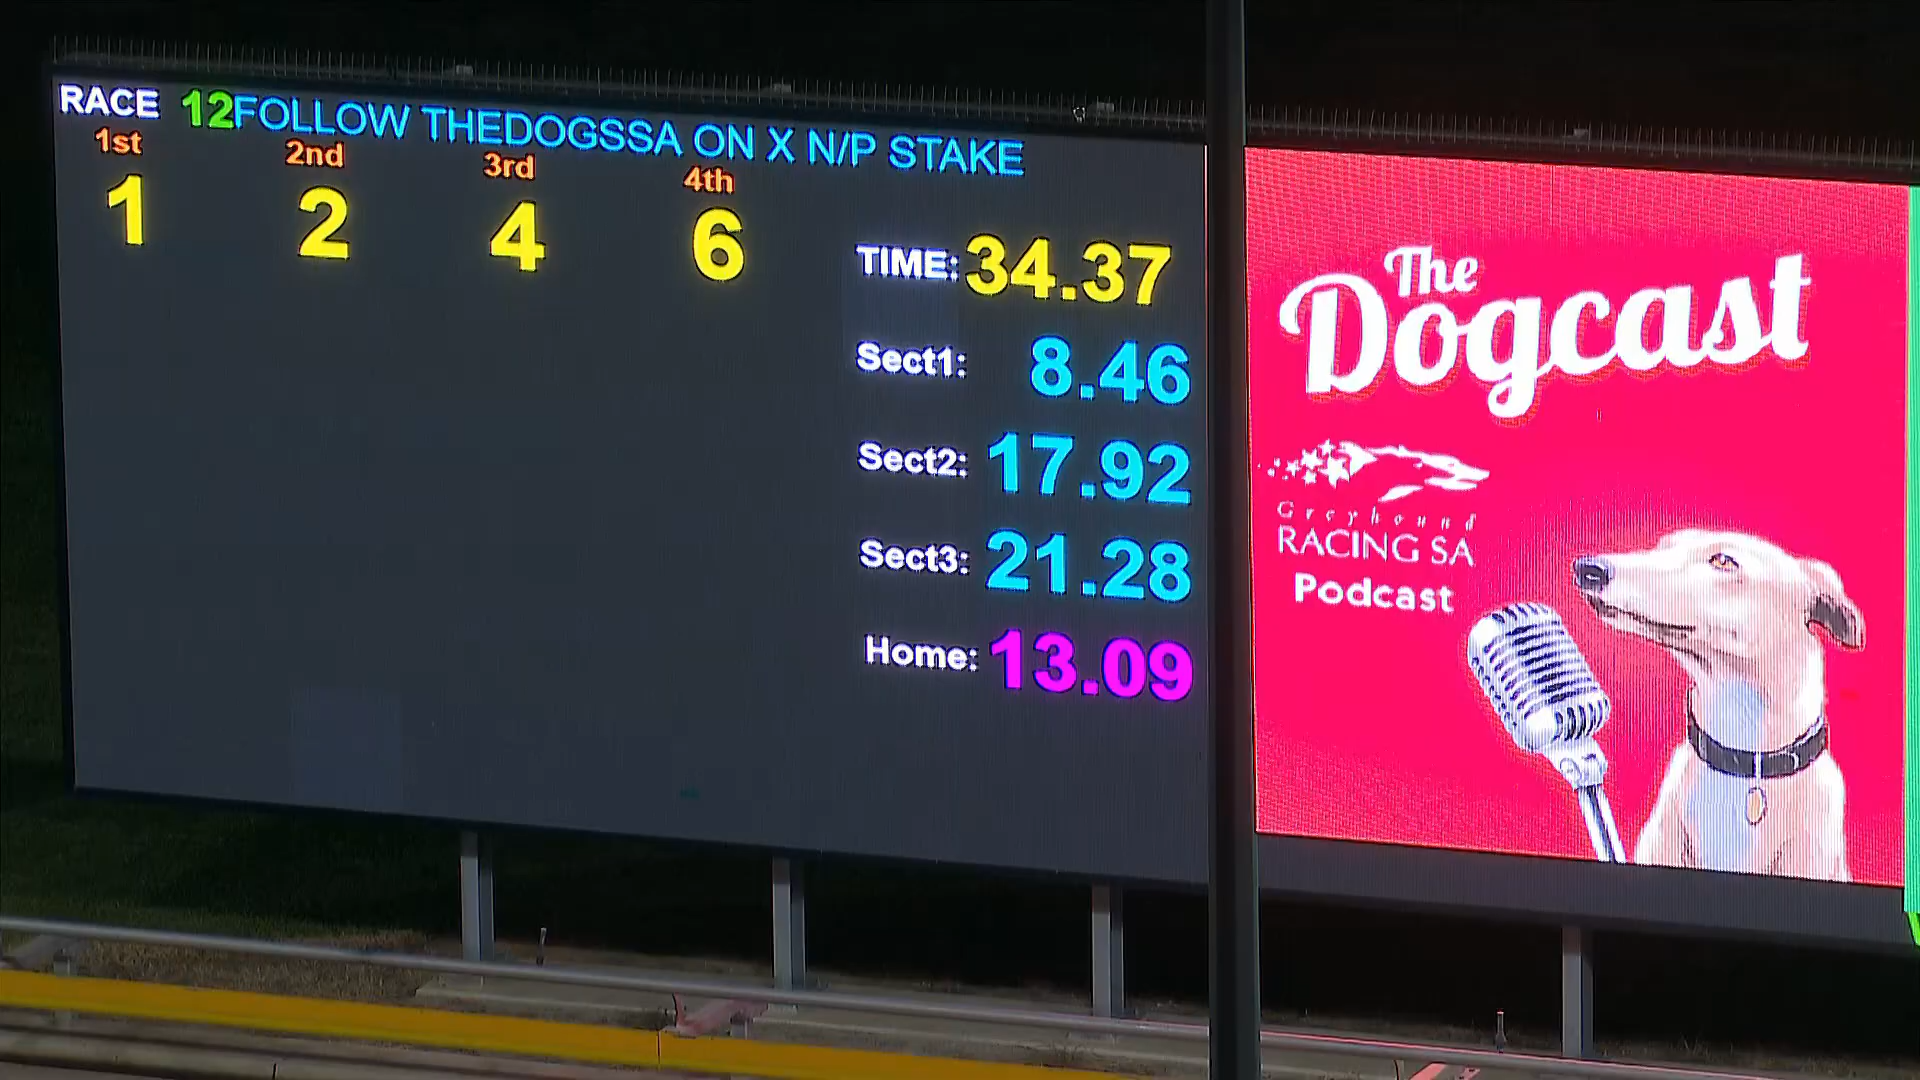 RACE 12FOLLOW THEDOGSSA ON X N/P STAKE
1st 2nd 3rd 4th
1 2 4 6
TIME: 34.37
Sect1: 8.46
Sect2: 17.92
Sect3: 21.28
Home: 13.09
The
Dogcast
Greyhound
RACING SA
Podcast